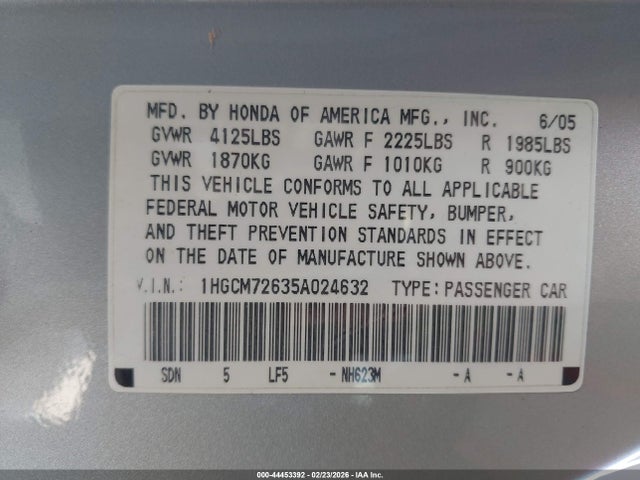 MFD. BY HONDA OF AMERICA MFG., INC. 6/05
GVWR 4125LBS GAWR F 2225LBS R 1985LBS
GVWR 1870KG GAWR F 1010KG R 900KG
THIS VEHICLE CONFORMS TO ALL APPLICABLE
FEDERAL MOTOR VEHICLE SAFETY, BUMPER,
AND THEFT PREVENTION STANDARDS IN EFFECT
ON THE DATE OF MANUFACTURE SHOWN ABOVE.
V.I.N.: 1HGCM72635A024632 TYPE: PASSENGER CAR
SDN 5 LF5 - NH623M - A - A
000-44453392 - 02/23/2026 - IAA Inc.